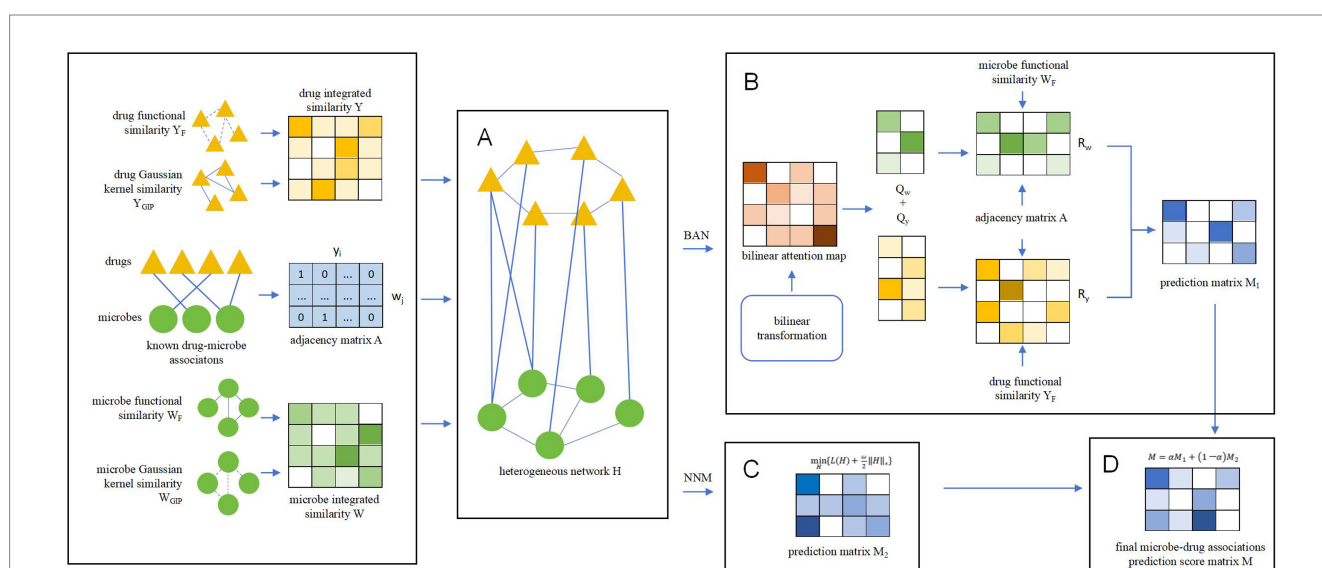 drug functional
similarity Y_F
drug Gaussian
kernel similarity
Y_GIP
drug integrated
similarity Y
drugs
microbes
known drug-microbe
associatons
y_i
1 0 ... 0
... ... ... ...
0 1 ... 0
w_j
adjacency matrix A
microbe functional
similarity W_F
microbe Gaussian
kernel similarity
W_GIP
microbe integrated
similarity W
A
heterogeneous network H
BAN
NNM
B
bilinear attention map
bilinear
transformation
Q_w
+
Q_y
microbe functional
similarity W_F
R_w
adjacency matrix A
R_y
drug functional
similarity Y_F
prediction matrix M_1
C
min_H{L(H) + ω/2 ||H||_*}
prediction matrix M_2
D
M = αM_1 + (1 − α)M_2
final microbe-drug associations
prediction score matrix M